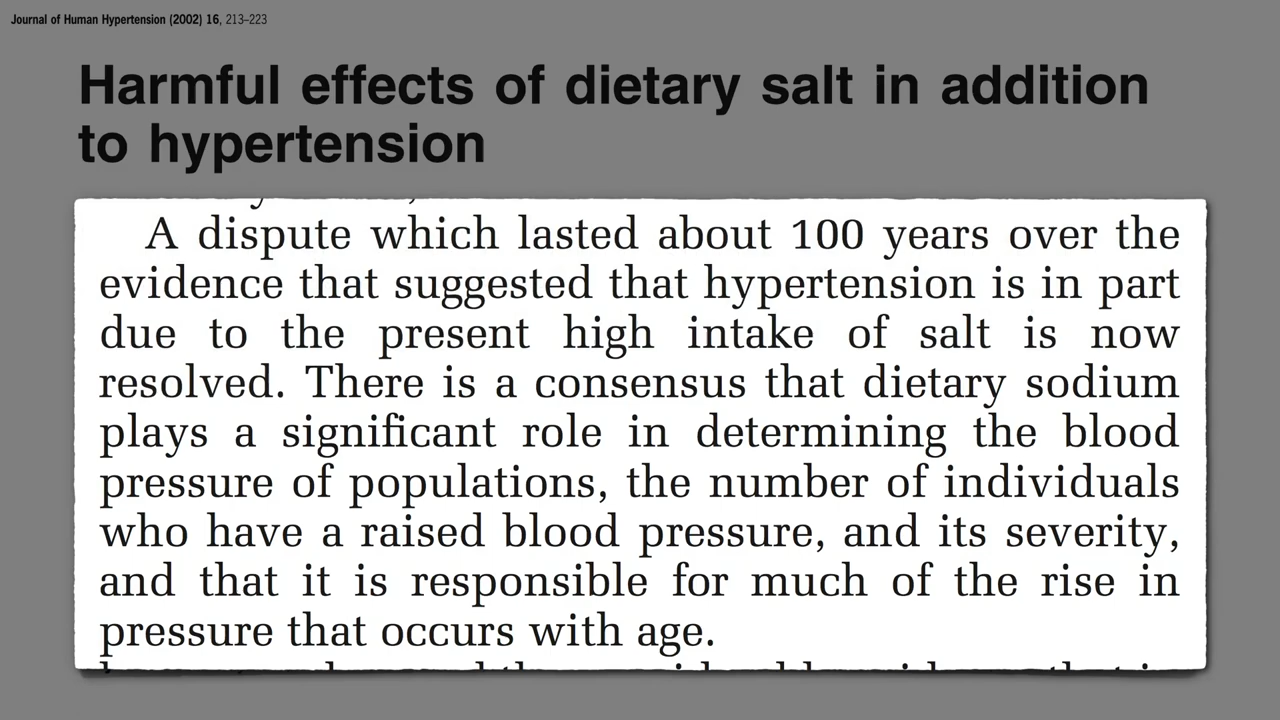 Journal of Human Hypertension (2002) 16, 213–223
Harmful effects of dietary salt in addition
to hypertension
A dispute which lasted about 100 years over the
evidence that suggested that hypertension is in part
due to the present high intake of salt is now
resolved. There is a consensus that dietary sodium
plays a significant role in determining the blood
pressure of populations, the number of individuals
who have a raised blood pressure, and its severity,
and that it is responsible for much of the rise in
pressure that occurs with age.